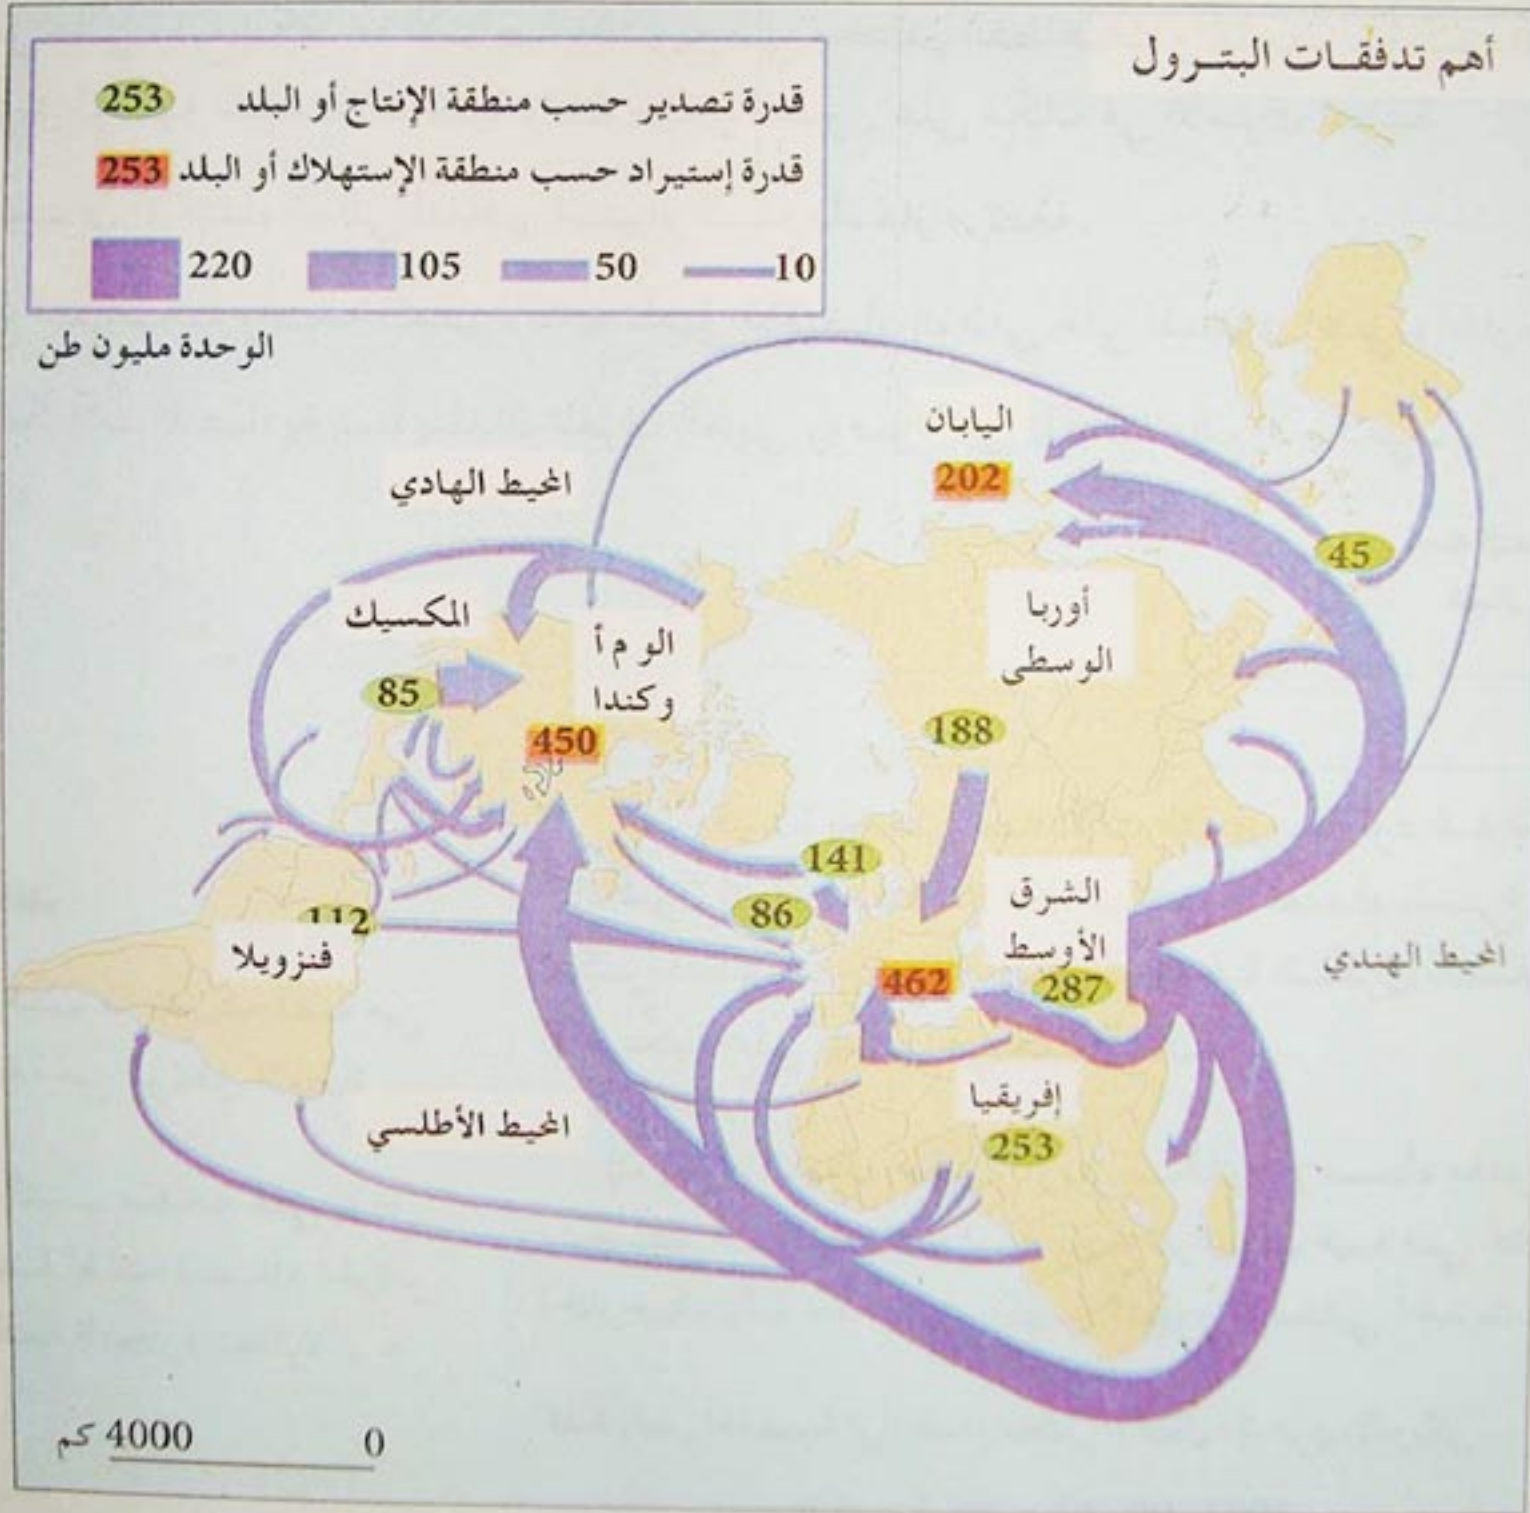 أهم تدفقات البترول
قدرة تصدير حسب منطقة الإنتاج أو البلد 253
قدرة إستيراد حسب منطقة الإستهلاك أو البلد 253
220 105 50 10
الوحدة مليون طن
اليابان
202
المحيط الهادي
45
المكسيك
85
الو م أ
وكندا
450
أوربا
الوسطى
188
141
86
112
فنزويلا
الشرق
الأوسط
287
462
المحيط الهندي
إفريقيا
253
المحيط الأطلسي
0 4000 كم